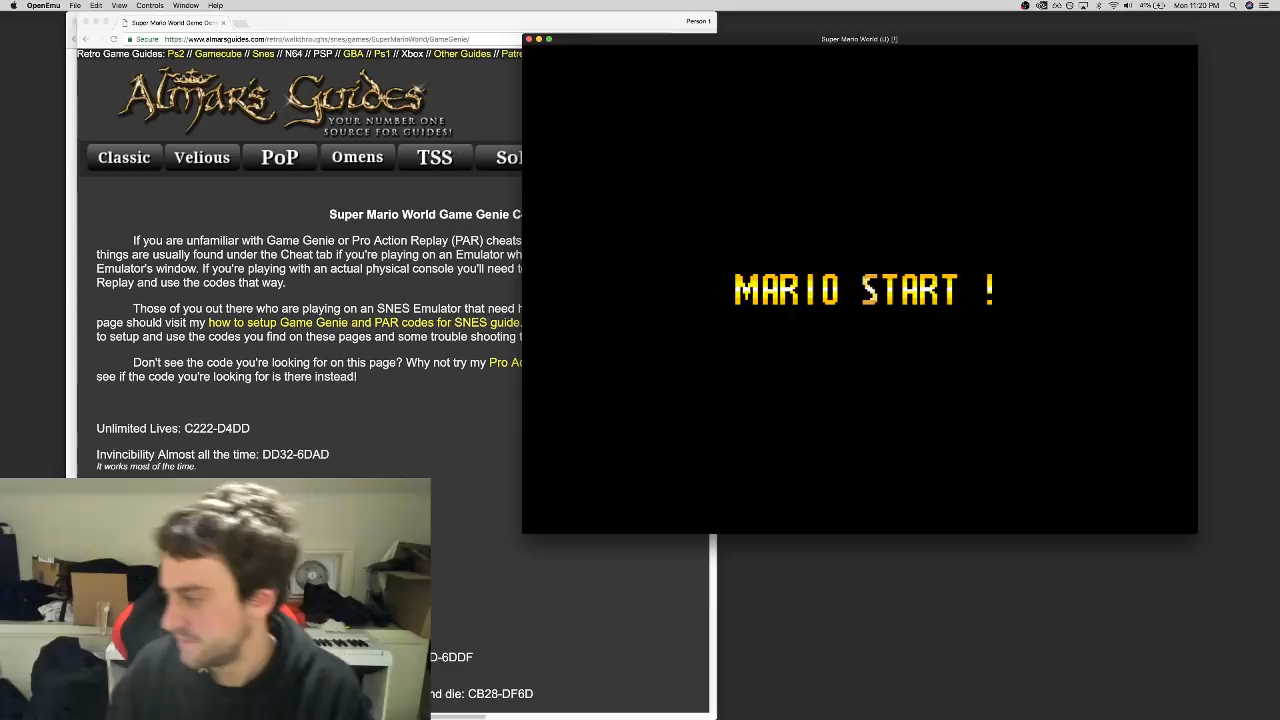 OpenEmu File Edit View Controls Window Help
41% Mon 11:20 PM
Super Mario World Game Geni
Person 1
Secure https://www.almarsguides.com/retro/walkthroughs/snes/games/SuperMarioWorld/GameGenie/
Super Mario World (U) [!]
Retro Game Guides: Ps2 // Gamecube // Snes // N64 // PSP // GBA // Ps1 // Xbox // Other Guides // Patre
Almar's Guides
YOUR NUMBER ONE
SOURCE FOR GUIDES!
Classic Velious PoP Omens TSS SoI
Super Mario World Game Genie C
If you are unfamiliar with Game Genie or Pro Action Replay (PAR) cheats
things are usually found under the Cheat tab if you're playing on an Emulator wh
Emulator's window. If you're playing with an actual physical console you'll need t
Replay and use the codes that way.
MARIO START !
Those of you out there who are playing on an SNES Emulator that need h
page should visit my how to setup Game Genie and PAR codes for SNES guide.
to setup and use the codes you find on these pages and some trouble shooting t
Don't see the code you're looking for on this page? Why not try my Pro Ac
see if the code you're looking for is there instead!
Unlimited Lives: C222-D4DD
Invincibility Almost all the time: DD32-6DAD
It works most of the time.
D-6DDF
nd die: CB28-DF6D